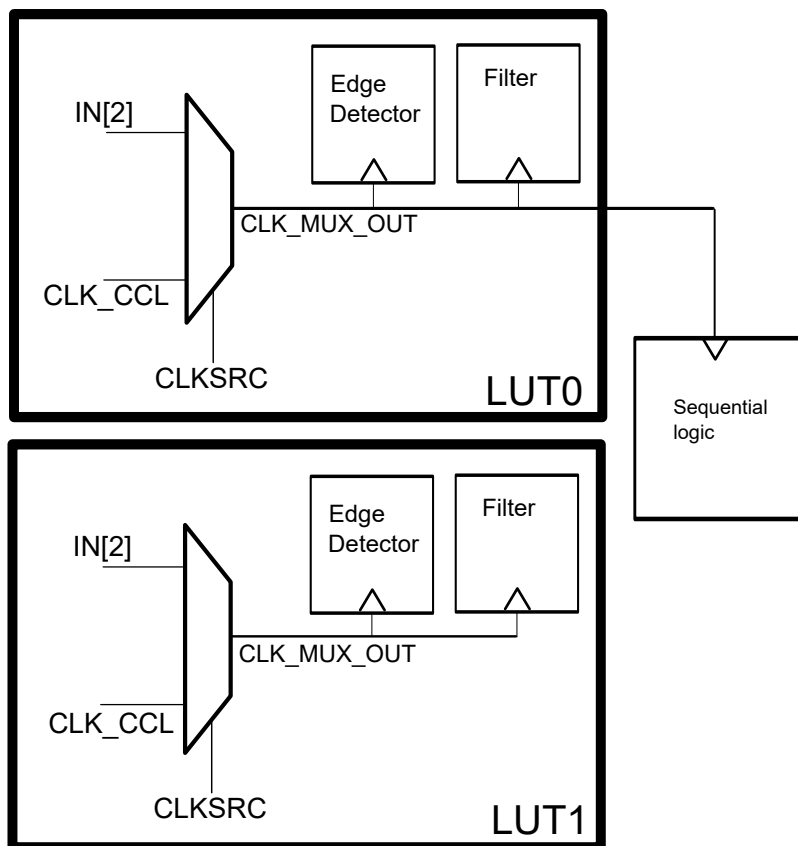 Edge
Detector
Filter
IN[2]
CLK_MUX_OUT
CLK_CCL
CLKSRC
LUT0
Sequential
logic
Edge
Detector
Filter
IN[2]
CLK_MUX_OUT
CLK_CCL
CLKSRC
LUT1